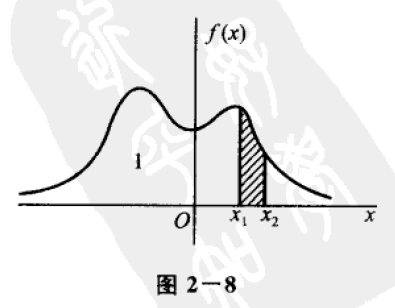 f(x)
1
O x₁ x₂ x
图 2-8